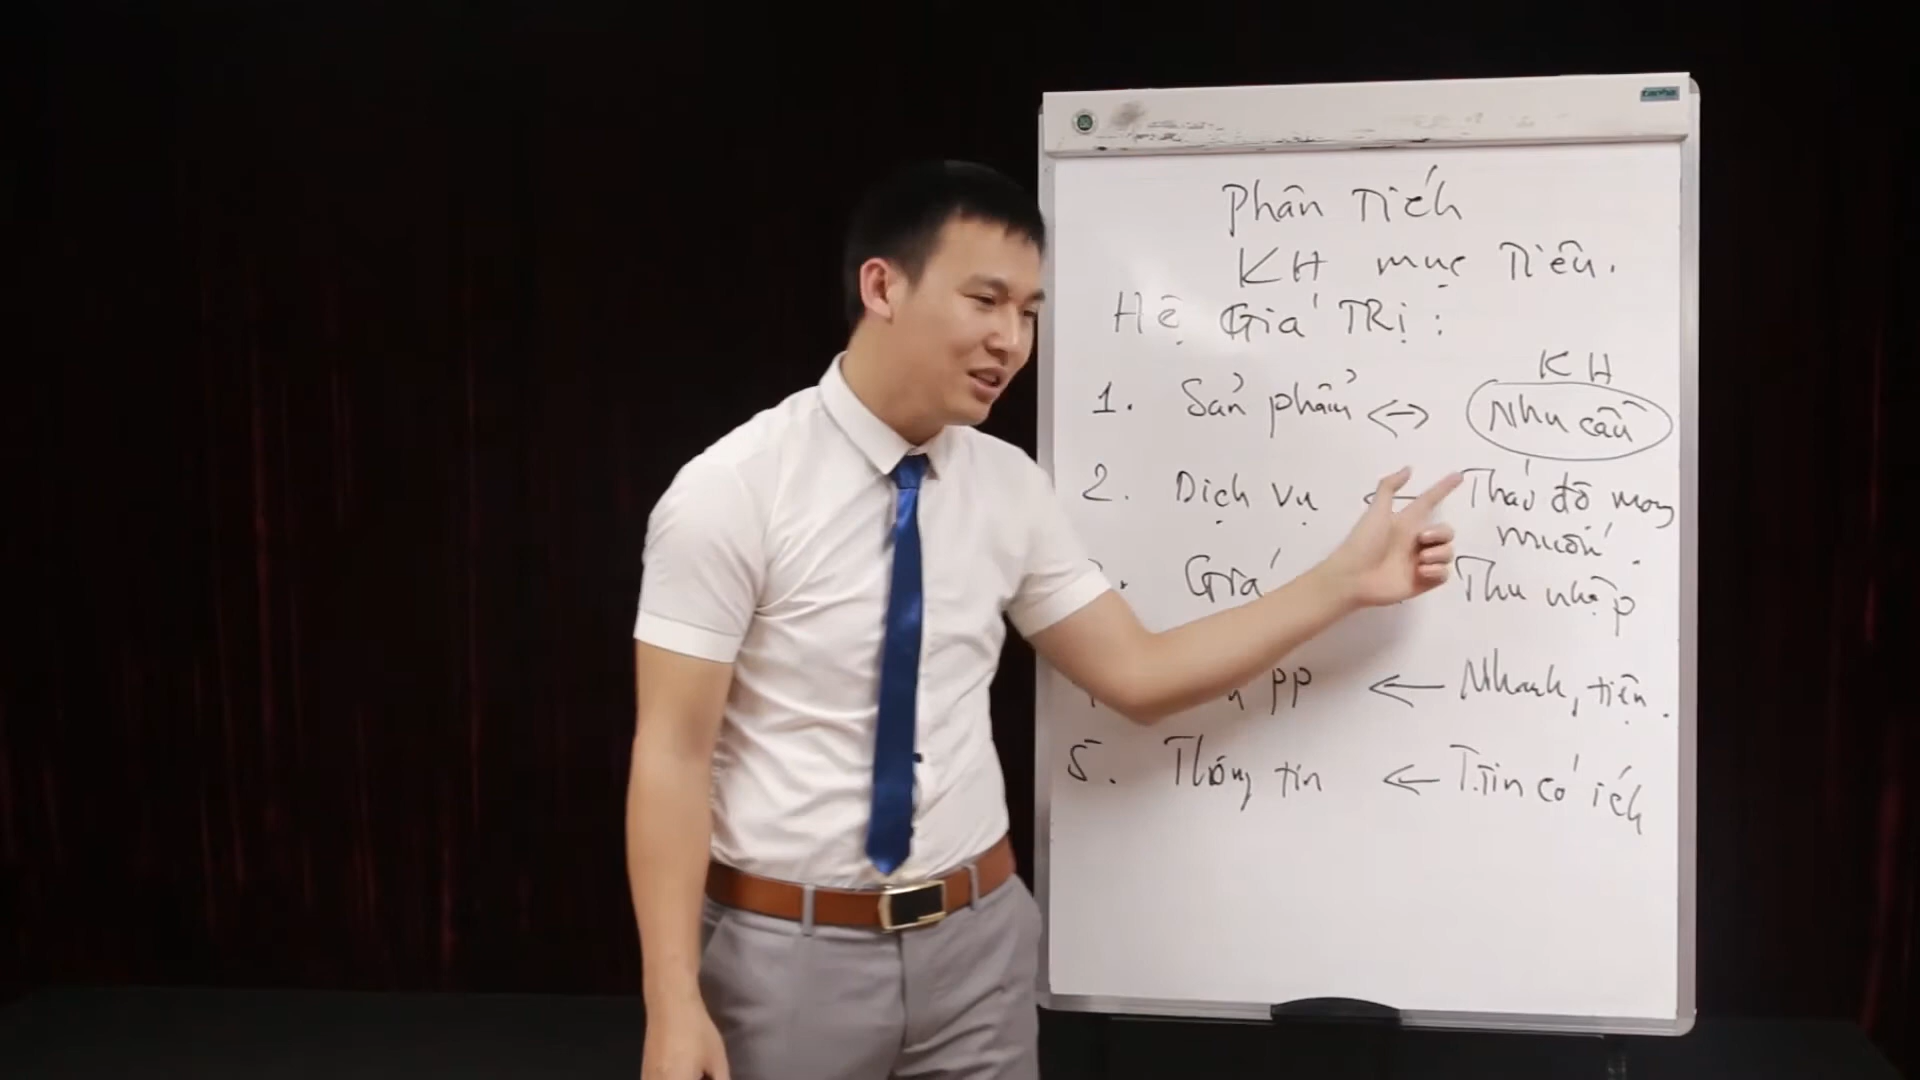 Phân Tích
KH mục Tiêu.
Hệ Giá Trị:
KH
1. Sản phẩm ↔ Nhu cầu
2. Dịch vụ ← Thái độ mong
muốn.
Giá Thu nhập
PP ← Nhanh, tiện.
5. Thông tin ← T.Tin có ích